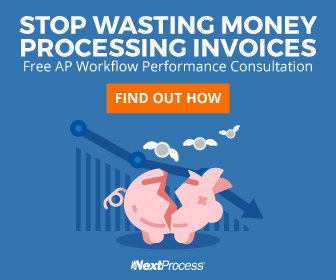 STOP WASTING MONEY
PROCESSING INVOICES
Free AP Workflow Performance Consultation
FIND OUT HOW
NextProcess